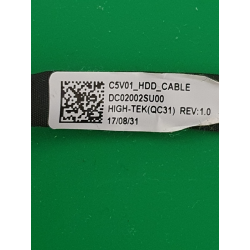 C5V01_HDD_CABLE
DC02002SU00
HIGH-TEK(QC31) REV:1.0
17/08/31